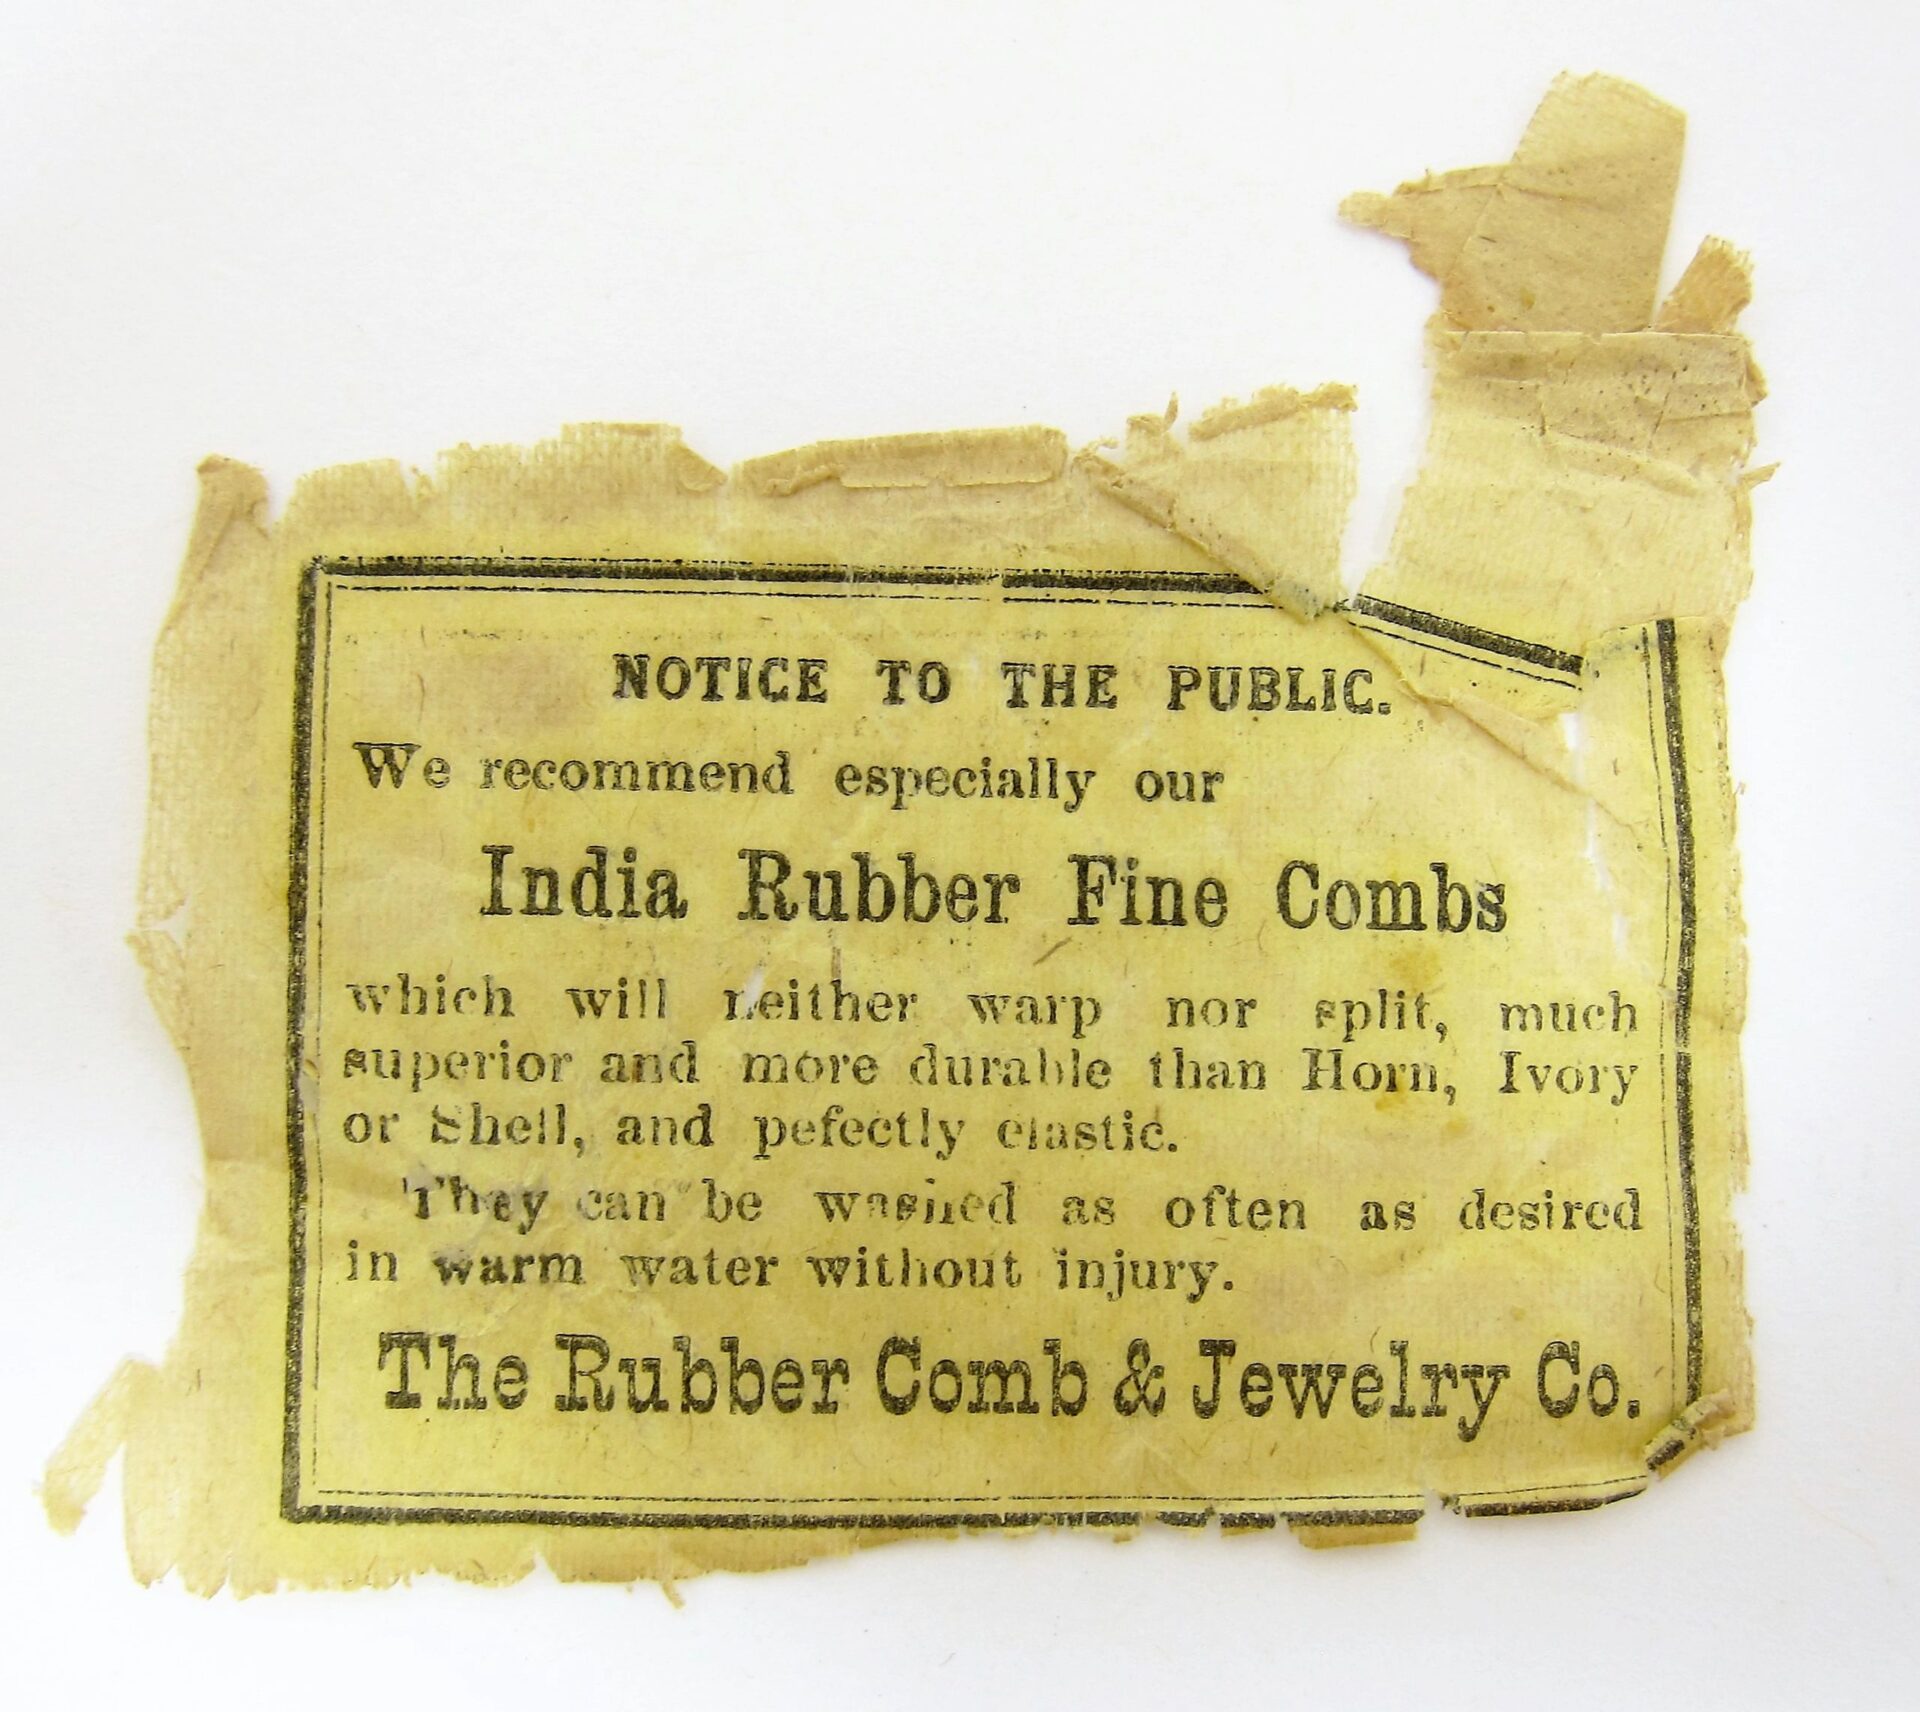 NOTICE TO THE PUBLIC.
We recommend especially our
India Rubber Fine Combs
which will neither warp nor split, much
superior and more durable than Horn, Ivory
or Shell, and pefectly elastic.
They can be washed as often as desired
in warm water without injury.
The Rubber Comb & Jewelry Co.